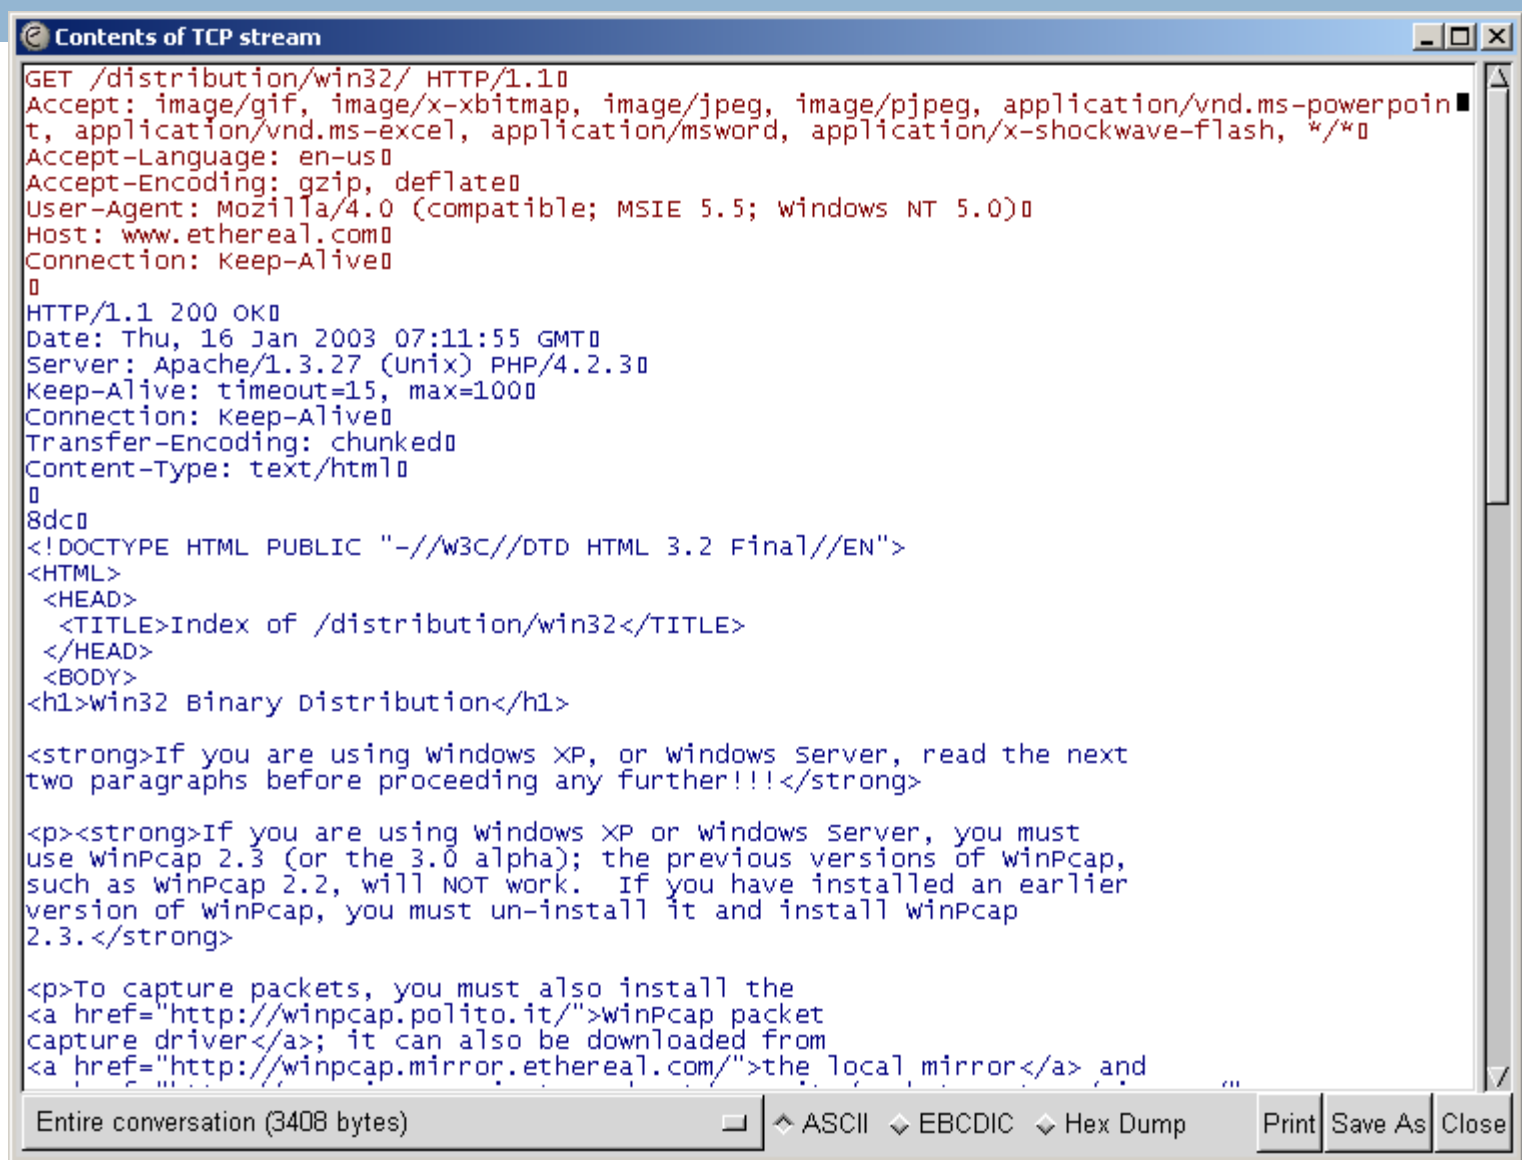 Contents of TCP stream
GET /distribution/win32/ HTTP/1.1
Accept: image/gif, image/x-xbitmap, image/jpeg, image/pjpeg, application/vnd.ms-powerpoin
t, application/vnd.ms-excel, application/msword, application/x-shockwave-flash, */*
Accept-Language: en-us
Accept-Encoding: gzip, deflate
User-Agent: Mozilla/4.0 (compatible; MSIE 5.5; Windows NT 5.0)
Host: www.ethereal.com
Connection: Keep-Alive
HTTP/1.1 200 OK
Date: Thu, 16 Jan 2003 07:11:55 GMT
Server: Apache/1.3.27 (Unix) PHP/4.2.3
Keep-Alive: timeout=15, max=100
Connection: Keep-Alive
Transfer-Encoding: chunked
Content-Type: text/html
8dc
<!DOCTYPE HTML PUBLIC "-//W3C//DTD HTML 3.2 Final//EN">
<HTML>
<HEAD>
<TITLE>Index of /distribution/win32</TITLE>
</HEAD>
<BODY>
<h1>Win32 Binary Distribution</h1>
<strong>If you are using Windows XP, or Windows Server, read the next
two paragraphs before proceeding any further!!!</strong>
<p><strong>If you are using Windows XP or Windows Server, you must
use WinPcap 2.3 (or the 3.0 alpha); the previous versions of WinPcap,
such as WinPcap 2.2, will NOT work.  If you have installed an earlier
version of WinPcap, you must un-install it and install WinPcap
2.3.</strong>
<p>To capture packets, you must also install the
<a href="http://winpcap.polito.it/">WinPcap packet
capture driver</a>; it can also be downloaded from
<a href="http://winpcap.mirror.ethereal.com/">the local mirror</a> and
Entire conversation (3408 bytes)
ASCII EBCDIC Hex Dump Print Save As Close